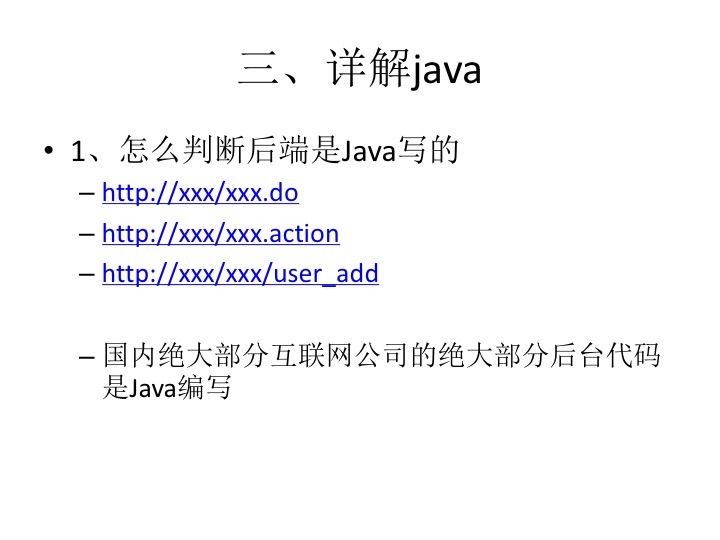 三、详解java
• 1、怎么判断后端是Java写的
– http://xxx/xxx.do
– http://xxx/xxx.action
– http://xxx/xxx/user_add
– 国内绝大部分互联网公司的绝大部分后台代码
是Java编写